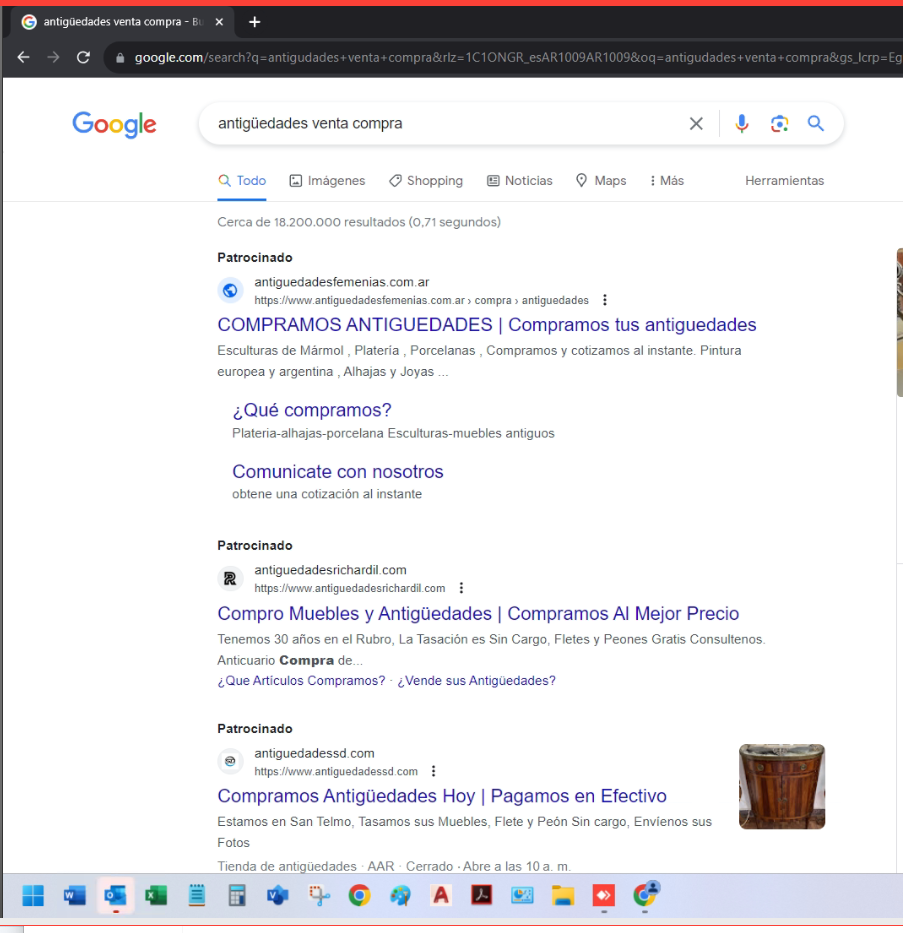 antigüedades venta compra - Bu
google.com/search?q=antigudades+venta+compra&rlz=1C1ONGR_esAR1009AR1009&oq=antigudades+venta+compra&gs_lcrp=Eg
Google
antigüedades venta compra
Todo Imágenes Shopping Noticias Maps Más Herramientas
Cerca de 18.200.000 resultados (0,71 segundos)
Patrocinado
antiguedadesfemenias.com.ar
https://www.antiguedadesfemenias.com.ar › compra › antiguedades
COMPRAMOS ANTIGUEDADES | Compramos tus antiguedades
Esculturas de Mármol , Platería , Porcelanas , Compramos y cotizamos al instante. Pintura
europea y argentina , Alhajas y Joyas ...
¿Qué compramos?
Plateria-alhajas-porcelana Esculturas-muebles antiguos
Comunicate con nosotros
obtene una cotización al instante
Patrocinado
antiguedadesrichardil.com
https://www.antiguedadesrichardil.com
Compro Muebles y Antigüedades | Compramos Al Mejor Precio
Tenemos 30 años en el Rubro, La Tasación es Sin Cargo, Fletes y Peones Gratis Consultenos.
Anticuario Compra de...
¿Que Artículos Compramos? · ¿Vende sus Antigüedades?
Patrocinado
antiguedadessd.com
https://www.antiguedadessd.com
Compramos Antigüedades Hoy | Pagamos en Efectivo
Estamos en San Telmo, Tasamos sus Muebles, Flete y Peón Sin cargo, Envíenos sus
Fotos
Tienda de antigüedades · AAR · Cerrado · Abre a las 10 a. m.